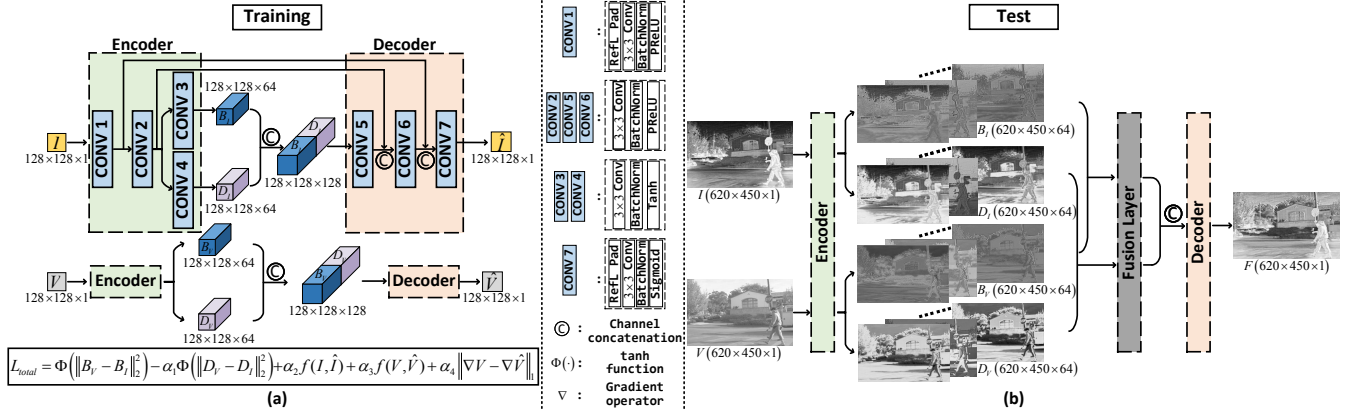 Training
Encoder
Decoder
128×128×64
I
128×128×1
CONV 1
CONV 2
CONV 3
CONV 4
B_I
D_I
128×128×64
©
D_I
B_I
128×128×128
CONV 5
©
CONV 6
©
CONV 7
Î
128×128×1
V
128×128×1
Encoder
B_V
128×128×64
D_V
128×128×64
©
D_V
B_V
128×128×128
Decoder
V̂
128×128×1
L_total = Φ(‖B_V − B_I‖₂²) − α₁Φ(‖D_V − D_I‖₂²) + α₂f(I, Î) + α₃f(V, V̂) + α₄‖∇V − ∇V̂‖₁
(a)
CONV 1 : Refl Pad 3×3 Conv BatchNorm PReLU
CONV 2 CONV 5 CONV 6 : 3×3 Conv BatchNorm PReLU
CONV 3 CONV 4 : 3×3 Conv BatchNorm Tanh
CONV 7 : Refl Pad 3×3 Conv BatchNorm Sigmoid
© : Channel
concatenation
Φ(·) : tanh
function
∇ : Gradient
operator
Test
I(620×450×1)
V(620×450×1)
Encoder
B_I(620×450×64)
D_I(620×450×64)
B_V(620×450×64)
D_V(620×450×64)
Fusion Layer
©
Decoder
F(620×450×1)
(b)